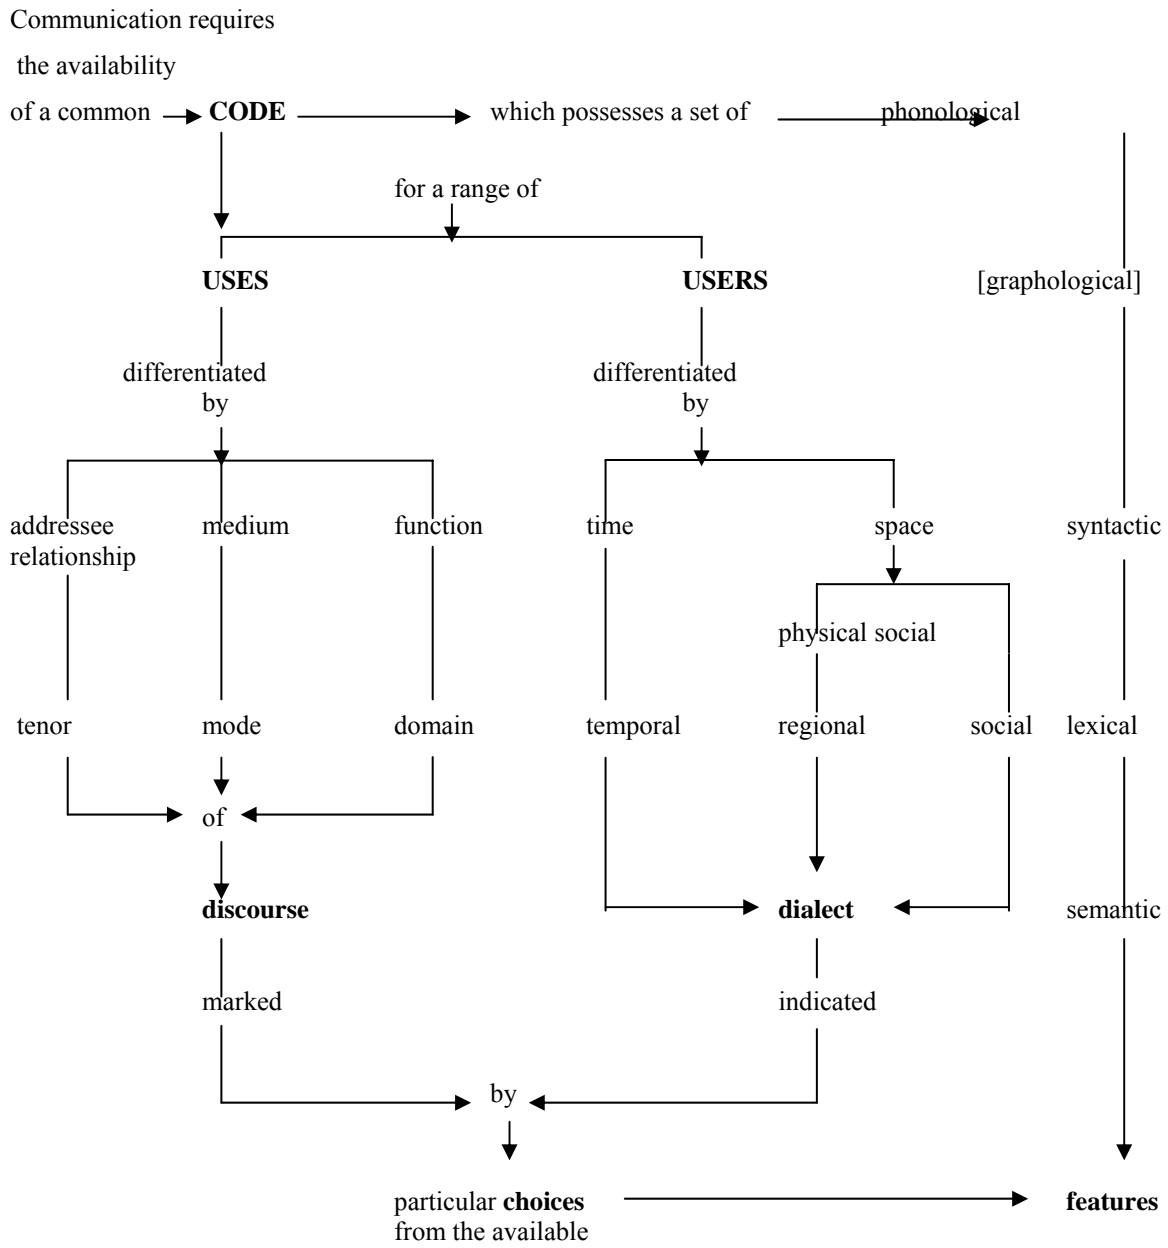 Communication requires
the availability
of a common CODE which possesses a set of phonological
for a range of
USES USERS [graphological]
differentiated differentiated
by by
addressee medium function time space syntactic
relationship
physical social
tenor mode domain temporal regional social lexical
of
discourse dialect semantic
marked indicated
by
particular choices features
from the available